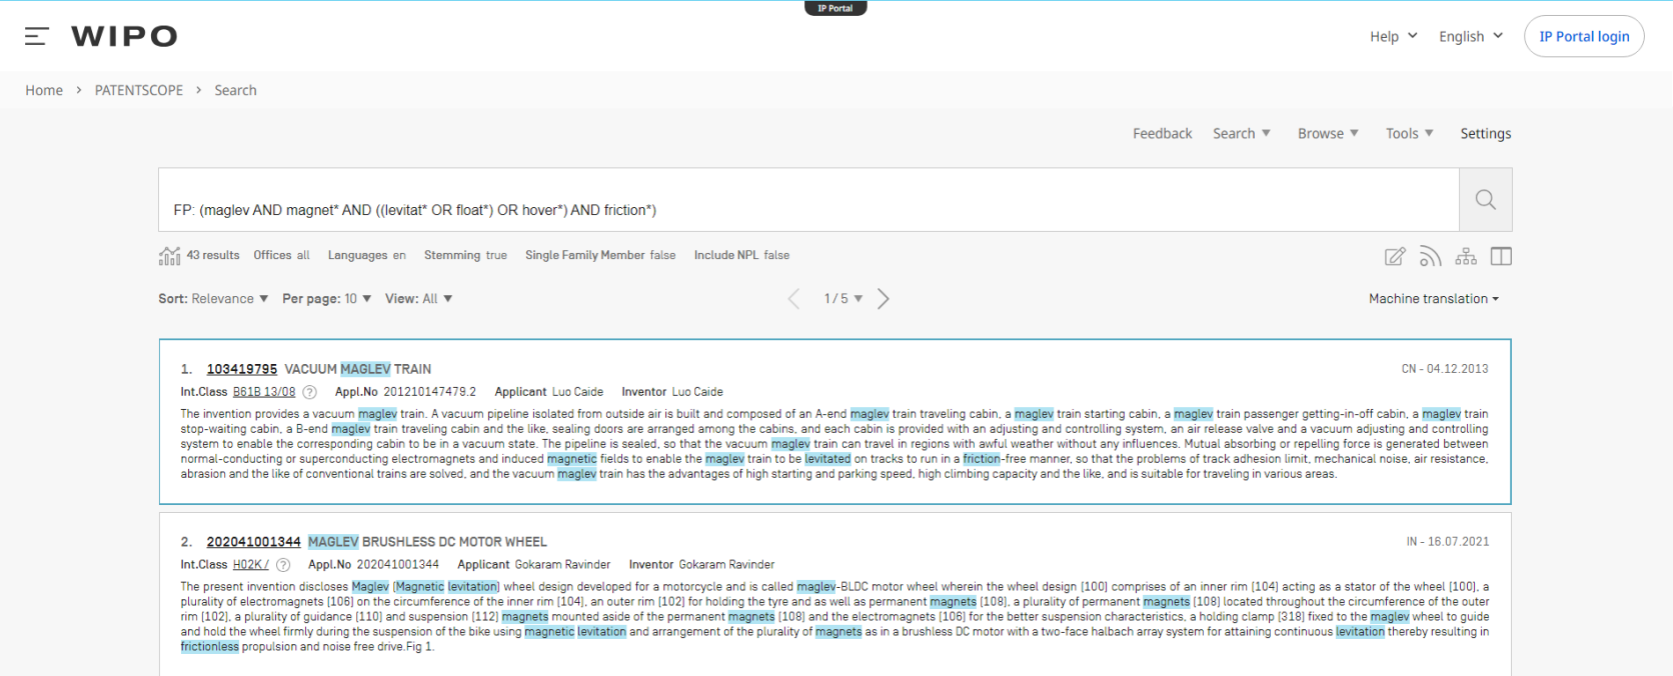 IP Portal
WIPO
Help English IP Portal login
Home > PATENTSCOPE > Search
Feedback Search ▼ Browse ▼ Tools ▼ Settings
FP: (maglev AND magnet* AND ((levitat* OR float*) OR hover*) AND friction*)
43 results Offices all Languages en Stemming true Single Family Member false Include NPL false
Sort: Relevance ▼ Per page: 10 ▼ View: All ▼ 1 / 5 ▼ Machine translation ▾
1. 103419795 VACUUM MAGLEV TRAIN CN - 04.12.2013
Int.Class B61B 13/08 ? Appl.No 201210147479.2 Applicant Luo Caide Inventor Luo Caide
The invention provides a vacuum maglev train. A vacuum pipeline isolated from outside air is built and composed of an A-end maglev train traveling cabin, a maglev train starting cabin, a maglev train passenger getting-in-off cabin, a maglev train
stop-waiting cabin, a B-end maglev train traveling cabin and the like, sealing doors are arranged among the cabins, and each cabin is provided with an adjusting and controlling system, an air release valve and a vacuum adjusting and controlling
system to enable the corresponding cabin to be in a vacuum state. The pipeline is sealed, so that the vacuum maglev train can travel in regions with awful weather without any influences. Mutual absorbing or repelling force is generated between
normal-conducting or superconducting electromagnets and induced magnetic fields to enable the maglev train to be levitated on tracks to run in a friction-free manner, so that the problems of track adhesion limit, mechanical noise, air resistance,
abrasion and the like of conventional trains are solved, and the vacuum maglev train has the advantages of high starting and parking speed, high climbing capacity and the like, and is suitable for traveling in various areas.
2. 202041001344 MAGLEV BRUSHLESS DC MOTOR WHEEL IN - 16.07.2021
Int.Class H02K / ? Appl.No 202041001344 Applicant Gokaram Ravinder Inventor Gokaram Ravinder
The present invention discloses Maglev (Magnetic levitation) wheel design developed for a motorcycle and is called maglev-BLDC motor wheel wherein the wheel design [100] comprises of an inner rim [104] acting as a stator of the wheel [100], a
plurality of electromagnets [106] on the circumference of the inner rim [104], an outer rim [102] for holding the tyre and as well as permanent magnets [108], a plurality of permanent magnets [108] located throughout the circumference of the outer
rim [102], a plurality of guidance [110] and suspension [112] magnets mounted aside of the permanent magnets [108] and the electromagnets [106] for the better suspension characteristics, a holding clamp [318] fixed to the maglev wheel to guide
and hold the wheel firmly during the suspension of the bike using magnetic levitation and arrangement of the plurality of magnets as in a brushless DC motor with a two-face halbach array system for attaining continuous levitation thereby resulting in
frictionless propulsion and noise free drive.Fig 1.